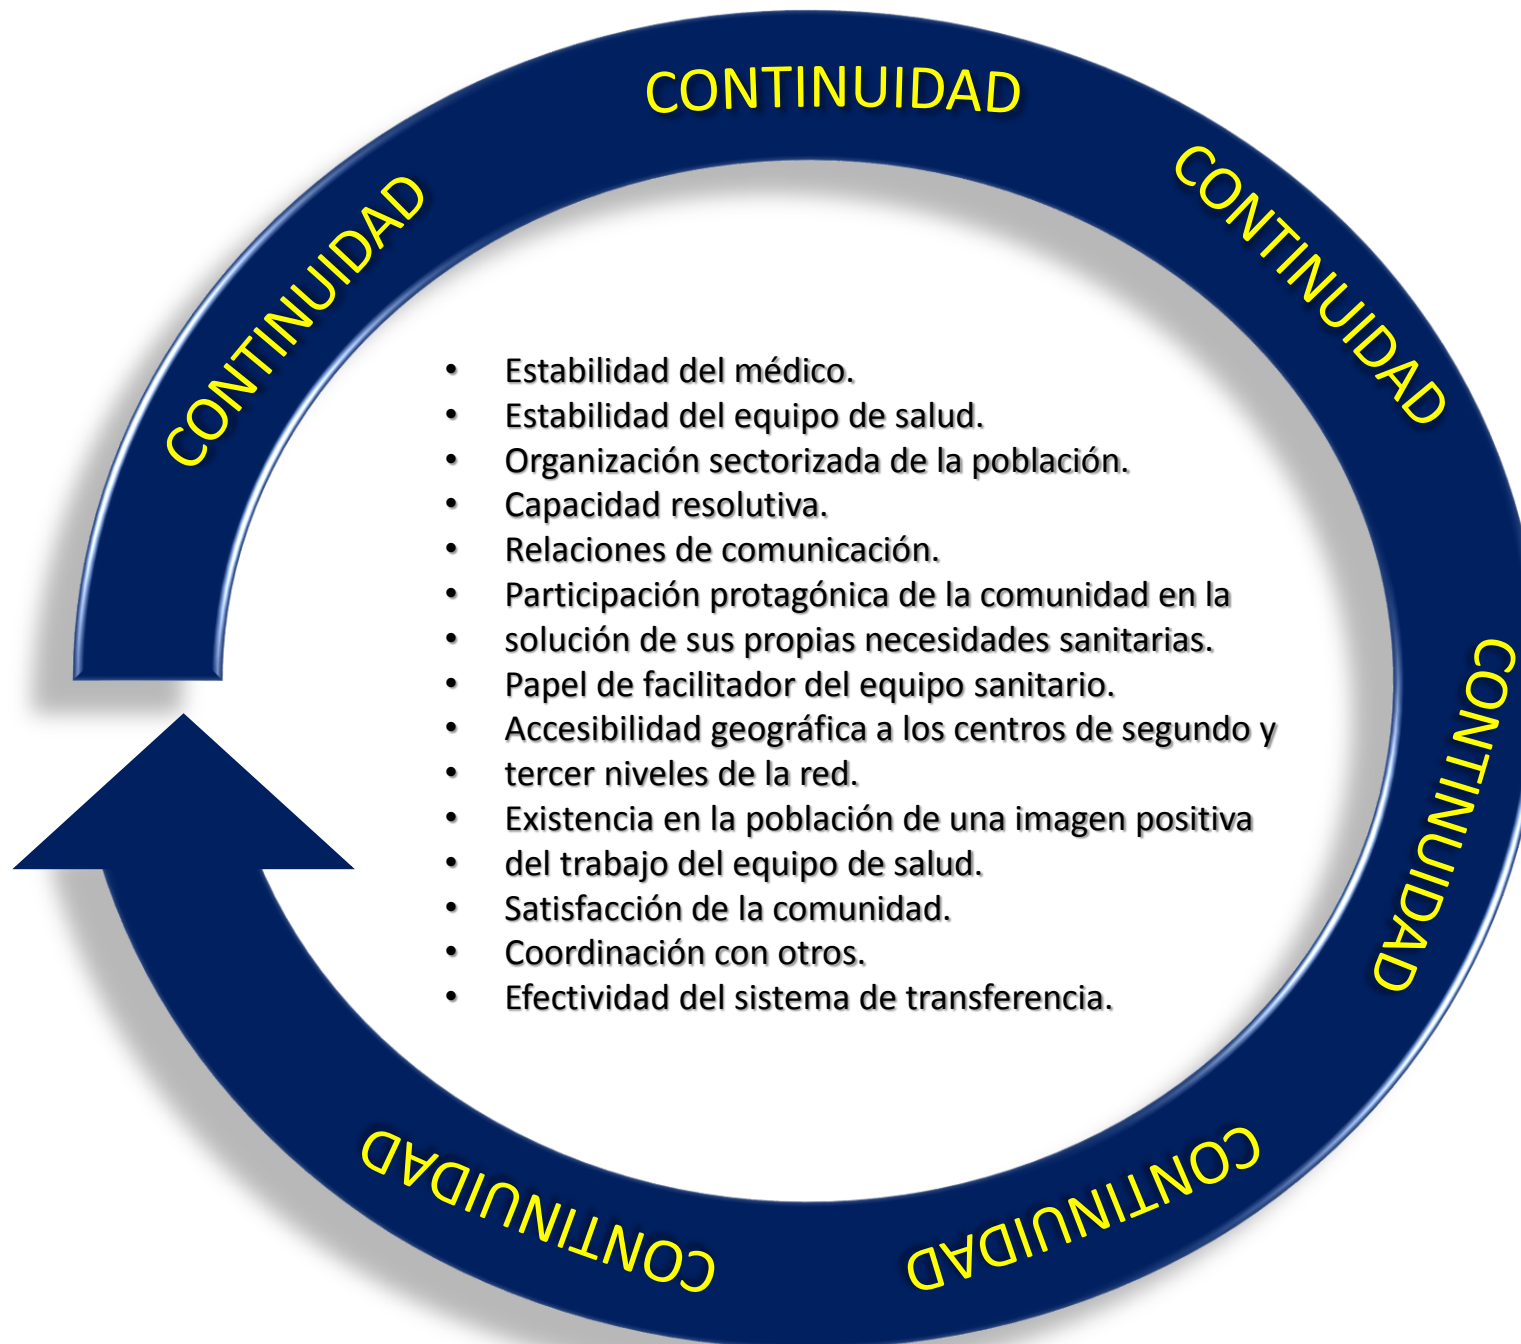 CONTINUIDAD
CONTINUIDAD
CONTINUIDAD
CONTINUIDAD
CONTINUIDAD
CONTINUIDAD
• Estabilidad del médico.
• Estabilidad del equipo de salud.
• Organización sectorizada de la población.
• Capacidad resolutiva.
• Relaciones de comunicación.
• Participación protagónica de la comunidad en la
• solución de sus propias necesidades sanitarias.
• Papel de facilitador del equipo sanitario.
• Accesibilidad geográfica a los centros de segundo y
• tercer niveles de la red.
• Existencia en la población de una imagen positiva
• del trabajo del equipo de salud.
• Satisfacción de la comunidad.
• Coordinación con otros.
• Efectividad del sistema de transferencia.